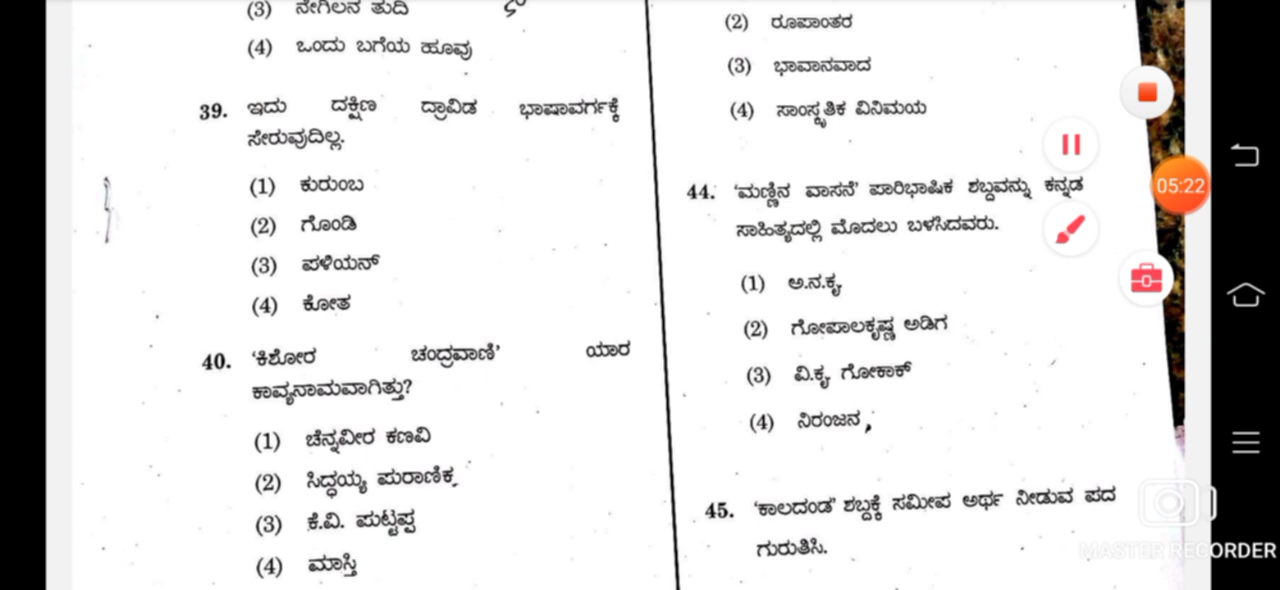 (3) ನೇಗಿಲನ ತುದಿ
(4) ಒಂದು ಬಗೆಯ ಹೂವು
39. ಇದು ದಕ್ಷಿಣ ದ್ರಾವಿಡ ಭಾಷಾವರ್ಗಕ್ಕೆ
ಸೇರುವುದಿಲ್ಲ.
(1) ಕುರುಂಬ
(2) ಗೊಂಡಿ
(3) ಪಳಿಯನ್
(4) ಕೋತ
40. 'ಕಿಶೋರ ಚಂದ್ರವಾಣಿ' ಯಾರ
ಕಾವ್ಯನಾಮವಾಗಿತ್ತು?
(1) ಚೆನ್ನವೀರ ಕಣವಿ
(2) ಸಿದ್ಧಯ್ಯ ಪುರಾಣಿಕ
(3) ಕೆ.ವಿ. ಪುಟ್ಟಪ್ಪ
(4) ಮಾಸ್ತಿ
(2) ರೂಪಾಂತರ
(3) ಭಾವಾನವಾದ
(4) ಸಾಂಸ್ಕೃತಿಕ ವಿನಿಮಯ
44. 'ಮಣ್ಣಿನ ವಾಸನೆ' ಪಾರಿಭಾಷಿಕ ಶಬ್ದವನ್ನು ಕನ್ನಡ
ಸಾಹಿತ್ಯದಲ್ಲಿ ಮೊದಲು ಬಳಸಿದವರು.
(1) ಅ.ನ.ಕೃ
(2) ಗೋಪಾಲಕೃಷ್ಣ ಅಡಿಗ
(3) ವಿ.ಕೃ. ಗೋಕಾಕ್
(4) ನಿರಂಜನ
45. 'ಕಾಲದಂಡ' ಶಬ್ದಕ್ಕೆ ಸಮೀಪ ಅರ್ಥ ನೀಡುವ ಪದ
ಗುರುತಿಸಿ.
05:22
MASTER RECORDER